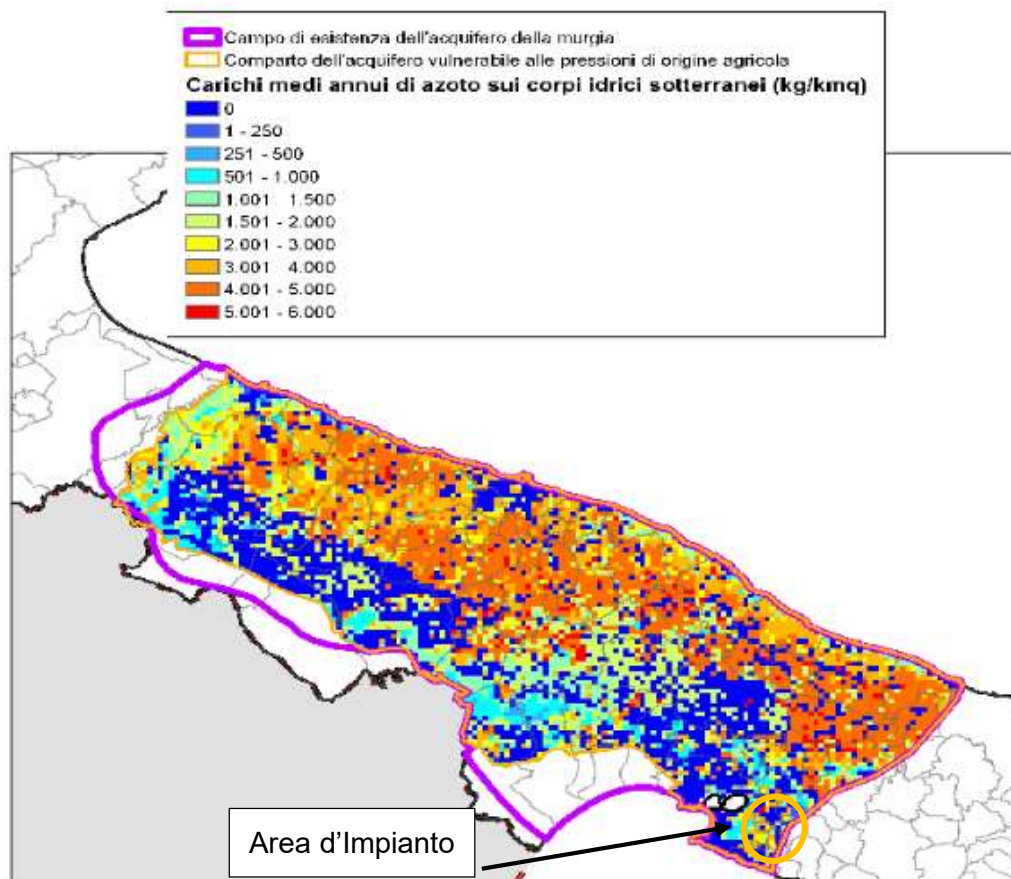 Campo di esistenza dell'acquifero della murgia
Comparto dell'acquifero vulnerabile alle pressioni di origine agricola
Carichi medi annui di azoto sui corpi idrici sotterranei (kg/kmq)
0
1 - 250
251 - 500
501 - 1.000
1.001 - 1.500
1.501 - 2.000
2.001 - 3.000
3.001 - 4.000
4.001 - 5.000
5.001 - 6.000
Area d'Impianto